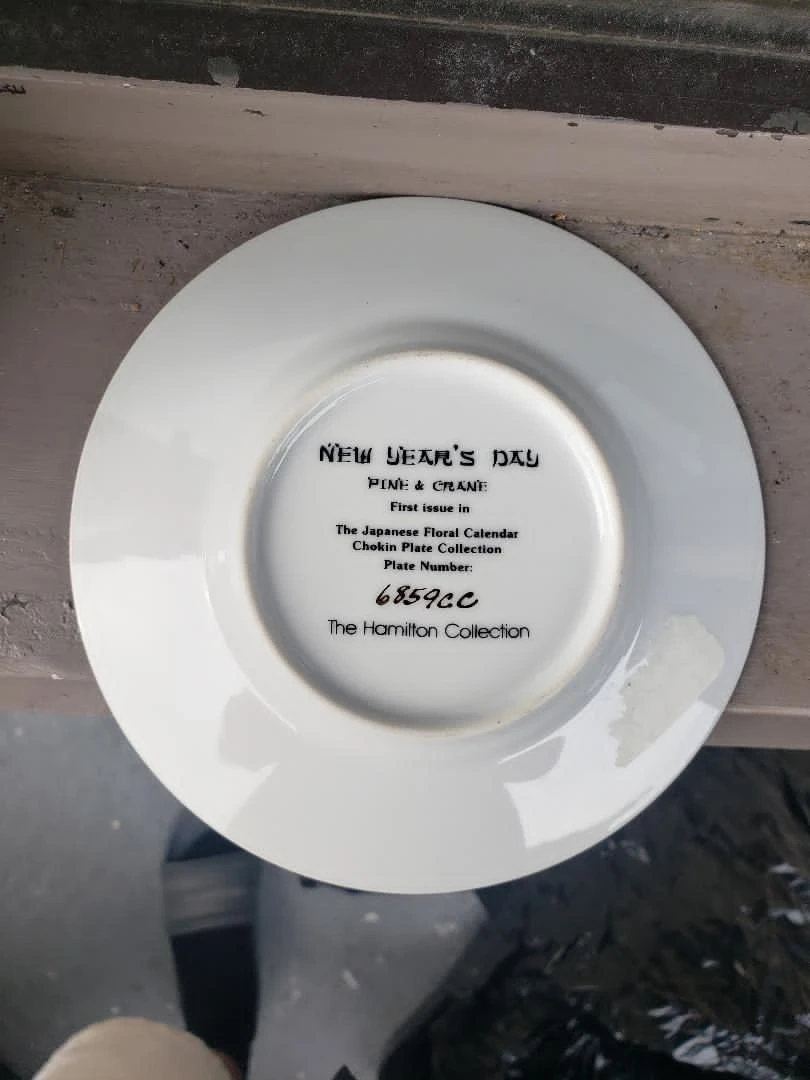 NEW YEAR'S DAY
PINE & CRANE
First issue in
The Japanese Floral Calendar
Chokin Plate Collection
Plate Number:
6859CC
The Hamilton Collection